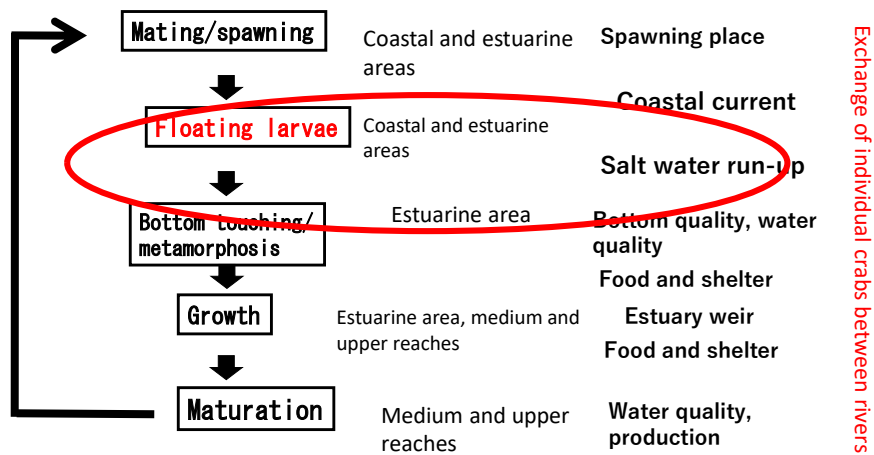 Mating/spawning
Coastal and estuarine
areas
Spawning place
Coastal current
Floating larvae
Coastal and estuarine
areas
Salt water run-up
Bottom touching/
metamorphosis
Estuarine area
Bottom quality, water
quality
Food and shelter
Growth
Estuarine area, medium and
upper reaches
Estuary weir
Food and shelter
Maturation
Medium and upper
reaches
Water quality,
production
Exchange of individual crabs between rivers